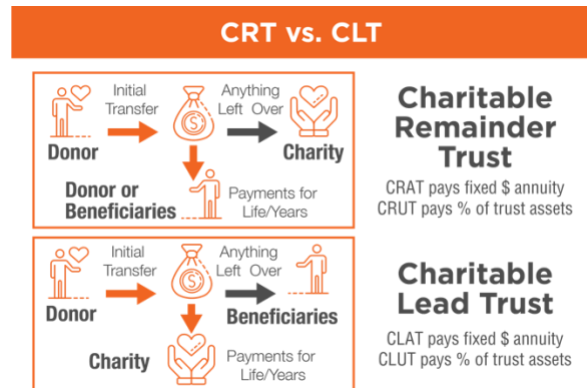 CRT vs. CLT
Initial
Transfer
Anything
Left Over
Donor
Charity
Donor or
Beneficiaries
Payments for
Life/Years
Charitable
Remainder
Trust
CRAT pays fixed $ annuity
CRUT pays % of trust assets
Initial
Transfer
Anything
Left Over
Donor
Beneficiaries
Charity
Payments for
Life/Years
Charitable
Lead Trust
CLAT pays fixed $ annuity
CLUT pays % of trust assets